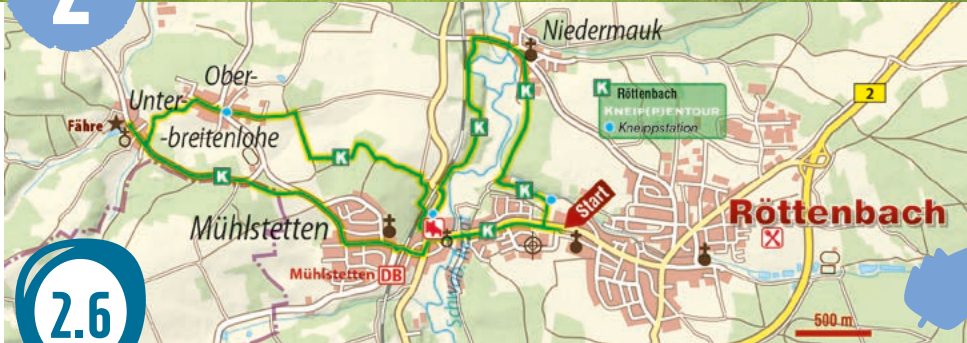 2
Niedermauk
Ober-
Unter-
-breitenlohe
Fähre
K
Röttenbach
KNEIP(P)ENTOUR
Kneippstation
2
K
K
K
K
K
K
Start
Röttenbach
Mühlstetten
Mühlstetten DB
500 m
2.6